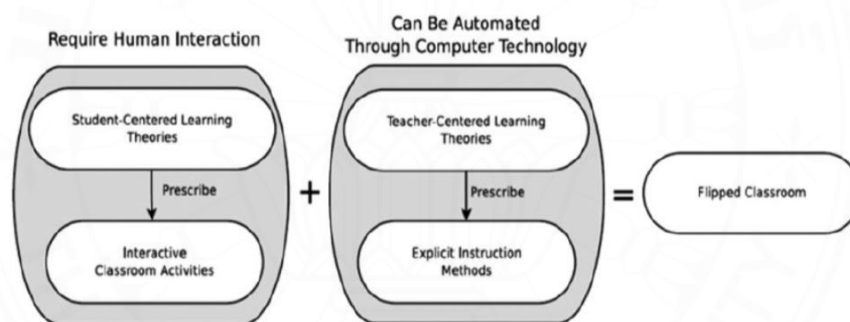 Require Human Interaction
Can Be Automated
Through Computer Technology
Student-Centered Learning
Theories
Prescribe
Interactive
Classroom Activities
+
Teacher-Centered Learning
Theories
Prescribe
Explicit Instruction
Methods
=
Flipped Classroom